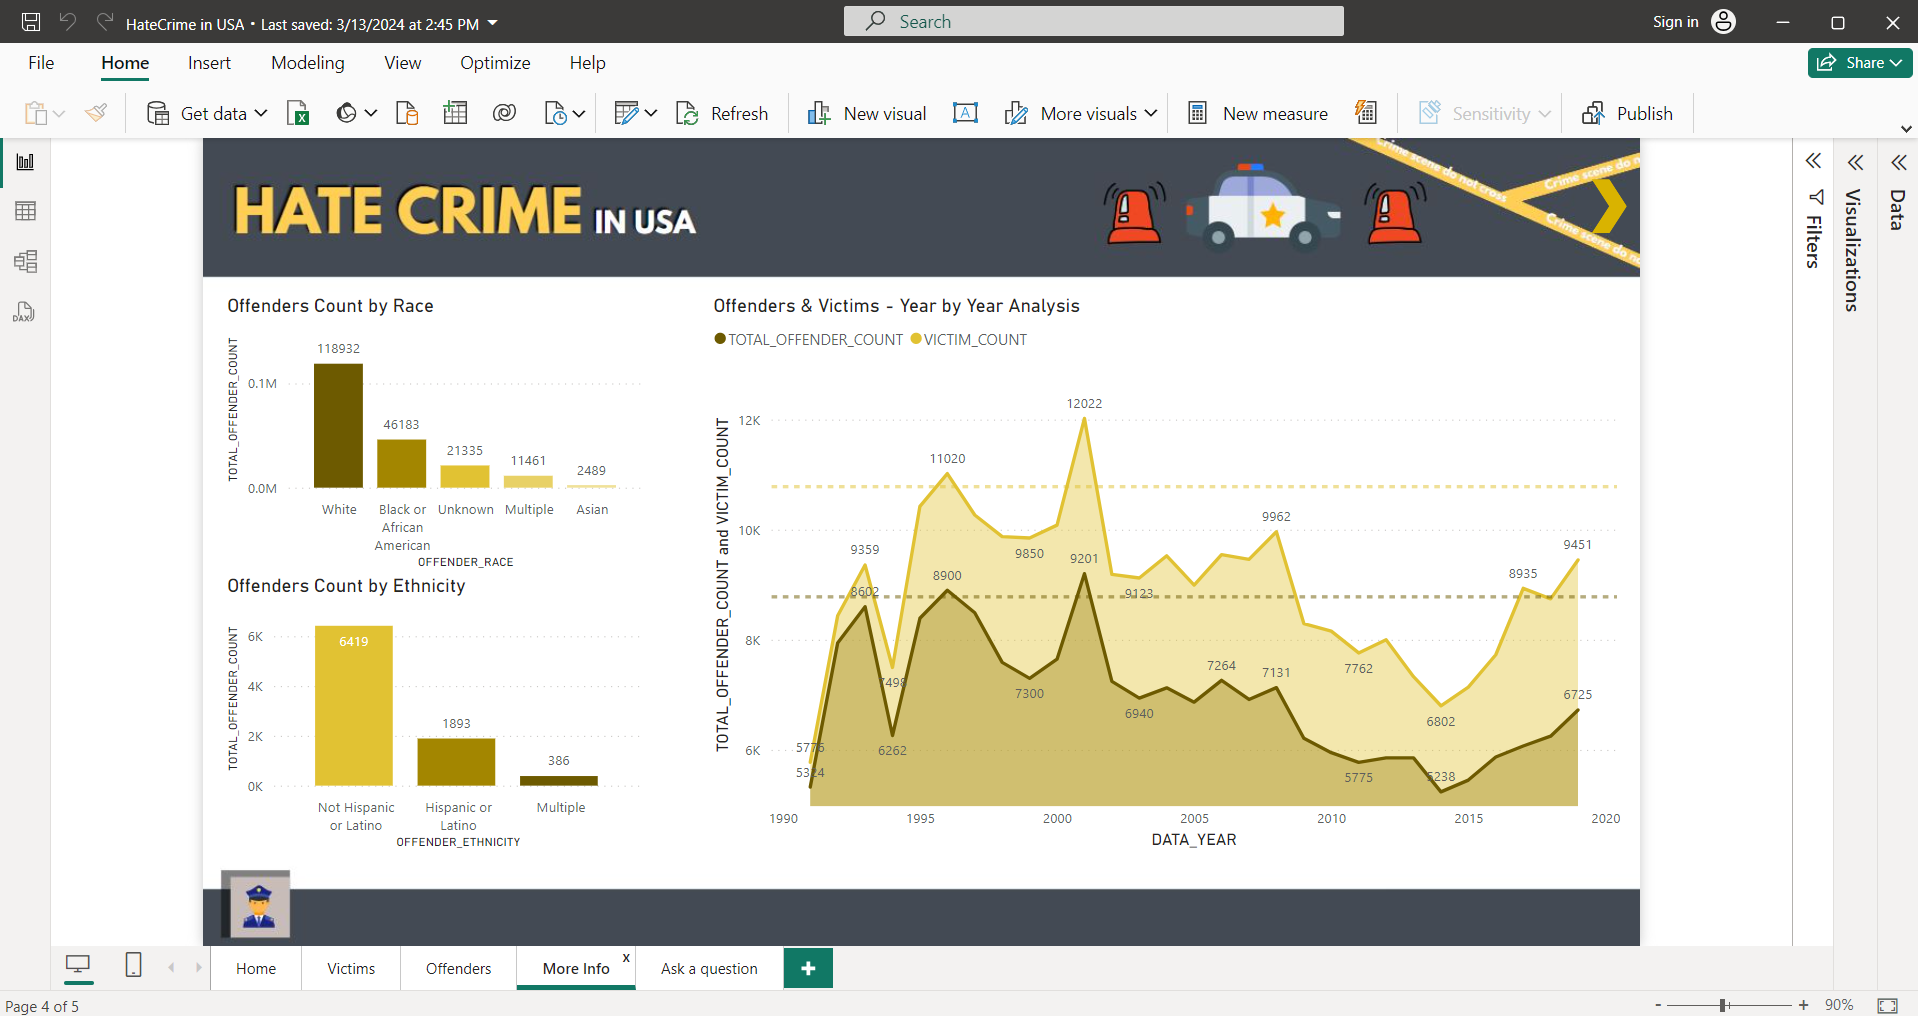 HateCrime in USA • Last saved: 3/13/2024 at 2:45 PM
Search
Sign in
File Home Insert Modeling View Optimize Help
Share
Get data
Refresh
New visual
More visuals
New measure
Sensitivity
Publish
HATE CRIME IN USA
Crime scene do not cross
Crime scene do n
Crime scene do no
Filters
Visualizations
Data
Offenders Count by Race
TOTAL_OFFENDER_COUNT
0.1M
0.0M
118932
46183
21335
11461
2489
White
Black or
African
American
Unknown
Multiple
Asian
OFFENDER_RACE
Offenders Count by Ethnicity
TOTAL_OFFENDER_COUNT
6K
4K
2K
0K
6419
1893
386
Not Hispanic
or Latino
Hispanic or
Latino
Multiple
OFFENDER_ETHNICITY
Offenders & Victims - Year by Year Analysis
TOTAL_OFFENDER_COUNT VICTIM_COUNT
TOTAL_OFFENDER_COUNT and VICTIM_COUNT
12K
10K
8K
6K
12022
11020
9962
9359
9850
9201
9451
8602
8900
9123
8935
7498
7300
7264
7131
7762
6940
6802
6725
5776
6262
5324
5775
5238
1990 1995 2000 2005 2010 2015 2020
DATA_YEAR
Home
Victims
Offenders
More Info
x
Ask a question
+
Page 4 of 5
- + 90%